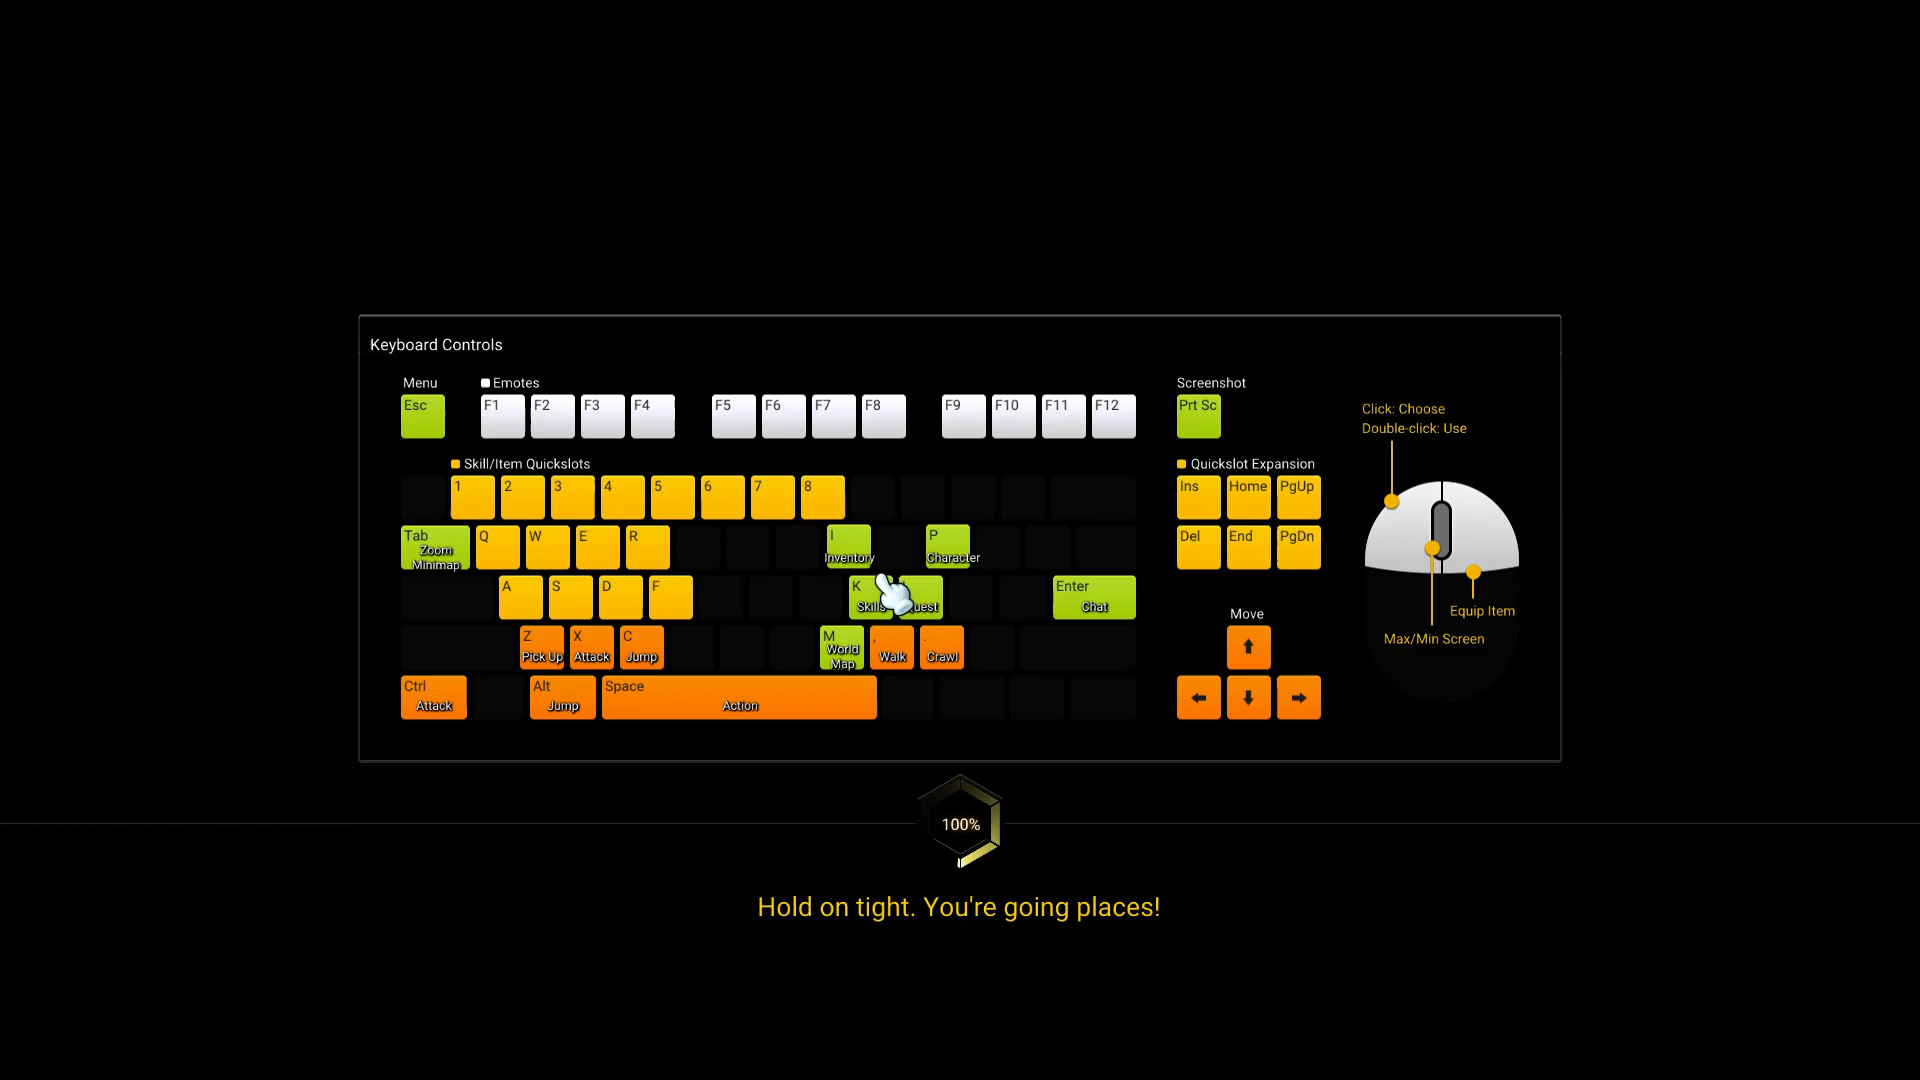 Keyboard Controls
Menu
Emotes
Screenshot
Esc
F1 F2 F3 F4 F5 F6 F7 F8 F9 F10 F11 F12
Prt Sc
Click: Choose
Double-click: Use
Skill/Item Quickslots
Quickslot Expansion
1 2 3 4 5 6 7 8
Ins Home PgUp
Tab Q W E R I P
Zoom
Minimap
Inventory
Character
Del End PgDn
A S D F K
Skills
Enter
Chat
Equip Item
Move
Max/Min Screen
Z X C M , .
Pick Up Attack Jump
World
Map
Walk Crawl
Ctrl Alt Space
Attack Jump Action
100%
Hold on tight. You're going places!